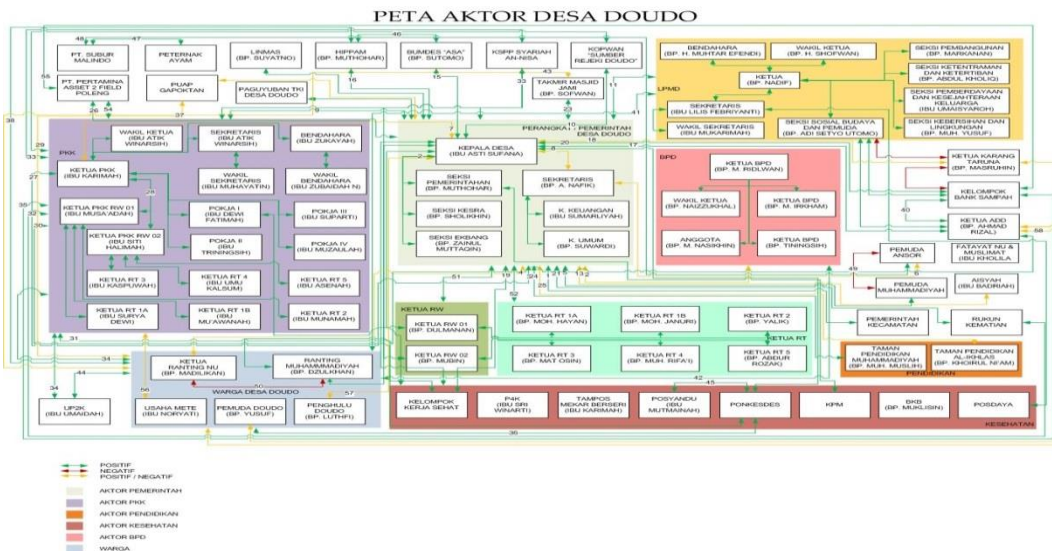 PETA AKTOR DESA DOUDO
PT. SUBUR
MALINDO
PETERNAK
AYAM
LINMAS
(BP. SUYATNO)
HIPPAM
(BP. MUTHOHAR)
BUMDES "ASA"
(BP. SUTOMO)
KSPP SYARIAH
AN-NISA
KOPWAN
"SUMBER
REJEKI DOUDO"
PT. PERTAMINA
ASSET 2 FIELD
POLENG
PUAP
GAPOKTAN
PAGUYUBAN TKI
DESA DOUDO
TAKMIR MASJID
JAMI
(BP. SOFWAN)
BENDAHARA
(BP. H. MUHTAR EFENDI)
WAKIL KETUA
(BP. H. SHOFWAN)
SEKSI PEMBANGUNAN
(BP. MARKANAN)
KETUA
(BP. NADIF)
SEKSI KETENTRAMAN
DAN KETERTIBAN
(BP. ABDUL KHOLIQ)
LPMD
SEKRETARIS
(IBU LILIS FEBRIYANTI)
SEKSI PEMBERDAYAAN
DAN KESEJAHTERAAN
KELUARGA
(IBU UMAISYAROH)
WAKIL SEKRETARIS
(IBU MUKARIMAH)
SEKSI SOSIAL BUDAYA
DAN PEMUDA
(BP. ADI SETYO UTOMO)
SEKSI KEBERSIHAN DAN
LINGKUNGAN
(BP. MUH. YUSUF)
PKK
WAKIL KETUA
(IBU ATIK
WINARSIH)
SEKRETARIS
(IBU ATIK
WINARSIH)
BENDAHARA
(IBU ZUKAYAH)
KETUA PKK
(IBU KARIMAH)
WAKIL
SEKRETARIS
(IBU MUHAYATIN)
WAKIL
BENDAHARA
(IBU ZUBAIDAH N)
KETUA PKK RW 01
(IBU MUSA'ADAH)
POKJA I
(IBU DEWI
FATIMAH)
POKJA III
(IBU SUPARTI)
KETUA PKK RW 02
(IBU SITI
HALIMAH)
POKJA II
(IBU
TRININGSIH)
POKJA IV
(IBU MUZAULAH)
KETUA RT 3
(IBU KASPUWAH)
KETUA RT 4
(IBU UMU
KALSUM)
KETUA RT 5
(IBU ASENAH)
KETUA RT 1A
(IBU SURYA
DEWI)
KETUA RT 1B
(IBU MU'AWANAH)
KETUA RT 2
(IBU MUNAMAH)
PERANGKAT PEMERINTAH
DESA DOUDO
KEPALA DESA
(IBU ASTI SUFANA)
SEKSI
PEMERINTAHAN
(BP. MUTHOHAR)
SEKRETARIS
(BP. A. NAFIK)
SEKSI KESRA
(BP. SHOLIKHIN)
K. KEUANGAN
(IBU SUMARLIYAH)
SEKSI EKBANG
(BP. ZAINUL
MUTTAQIN)
K. UMUM
(BP. SUWARDI)
BPD
KETUA BPD
(BP. M. RIDLWAN)
WAKIL KETUA
(BP. NAIZZUKHAL)
KETUA BPD
(BP. M. IRKHAM)
ANGGOTA
(BP. M. NASIKHIN)
KETUA BPD
(BP. TININGSIH)
KETUA KARANG
TARUNA
(BP. MASRUHIN)
KELOMPOK
BANK SAMPAH
KETUA ADD
(BP. AHMAD
RIZAL)
PEMUDA
ANSOR
FATAYAT NU &
MUSLIMAT
(IBU KHOLILA
PEMUDA
MUHAMMADIYAH
AISYAH
(IBU BADRIAH)
PEMERINTAH
KECAMATAN
RUKUN
KEMATIAN
KETUA RW
KETUA RW 01
(BP. DULMANAN)
KETUA RW 02
(BP. MUBIN)
KETUA RT 1A
(BP. MOH. HAYAN)
KETUA RT 1B
(BP. MOH. JANURI)
KETUA RT 2
(BP. YALIK)
KETUA RT
KETUA RT 3
(BP. MAT OSIN)
KETUA RT 4
(BP. MUH. RIFA'I)
KETUA RT 5
(BP. ABDUR
ROZAK)
TAMAN
PENDIDIKAN
MUHAMMADIYAH
(BP. MUH. MUSLIH)
TAMAN PENDIDIKAN
AL-IKHLAS
(BP. KHOIRUL NI'AM)
PENDIDIKAN
KETUA
RANTING NU
(BP. MADLIKAN)
RANTING
MUHAMMMADIYAH
(BP. DZULKHAN)
WARGA DESA DOUDO
UP2K
(IBU UMAIDAH)
USAHA METE
(IBU NORYATI)
PEMUDA DOUDO
(BP. YUSUF)
PENGHULU
DOUDO
(BP. LUTHFI)
KELOMPOK
KERJA SEHAT
P4K
(IBU SRI
WINARTI)
TAMPOS
MEKAR BERSERI
(IBU KARIMAH)
POSYANDU
(IBU
MUTMAINAH)
PONKESDES
KPM
BKB
(BP. MUKLISIN)
POSDAYA
KESEHATAN
POSITIF
NEGATIF
POSITIF / NEGATIF
AKTOR PEMERINTAH
AKTOR PKK
AKTOR PENDIDIKAN
AKTOR KESEHATAN
AKTOR BPD
WARGA